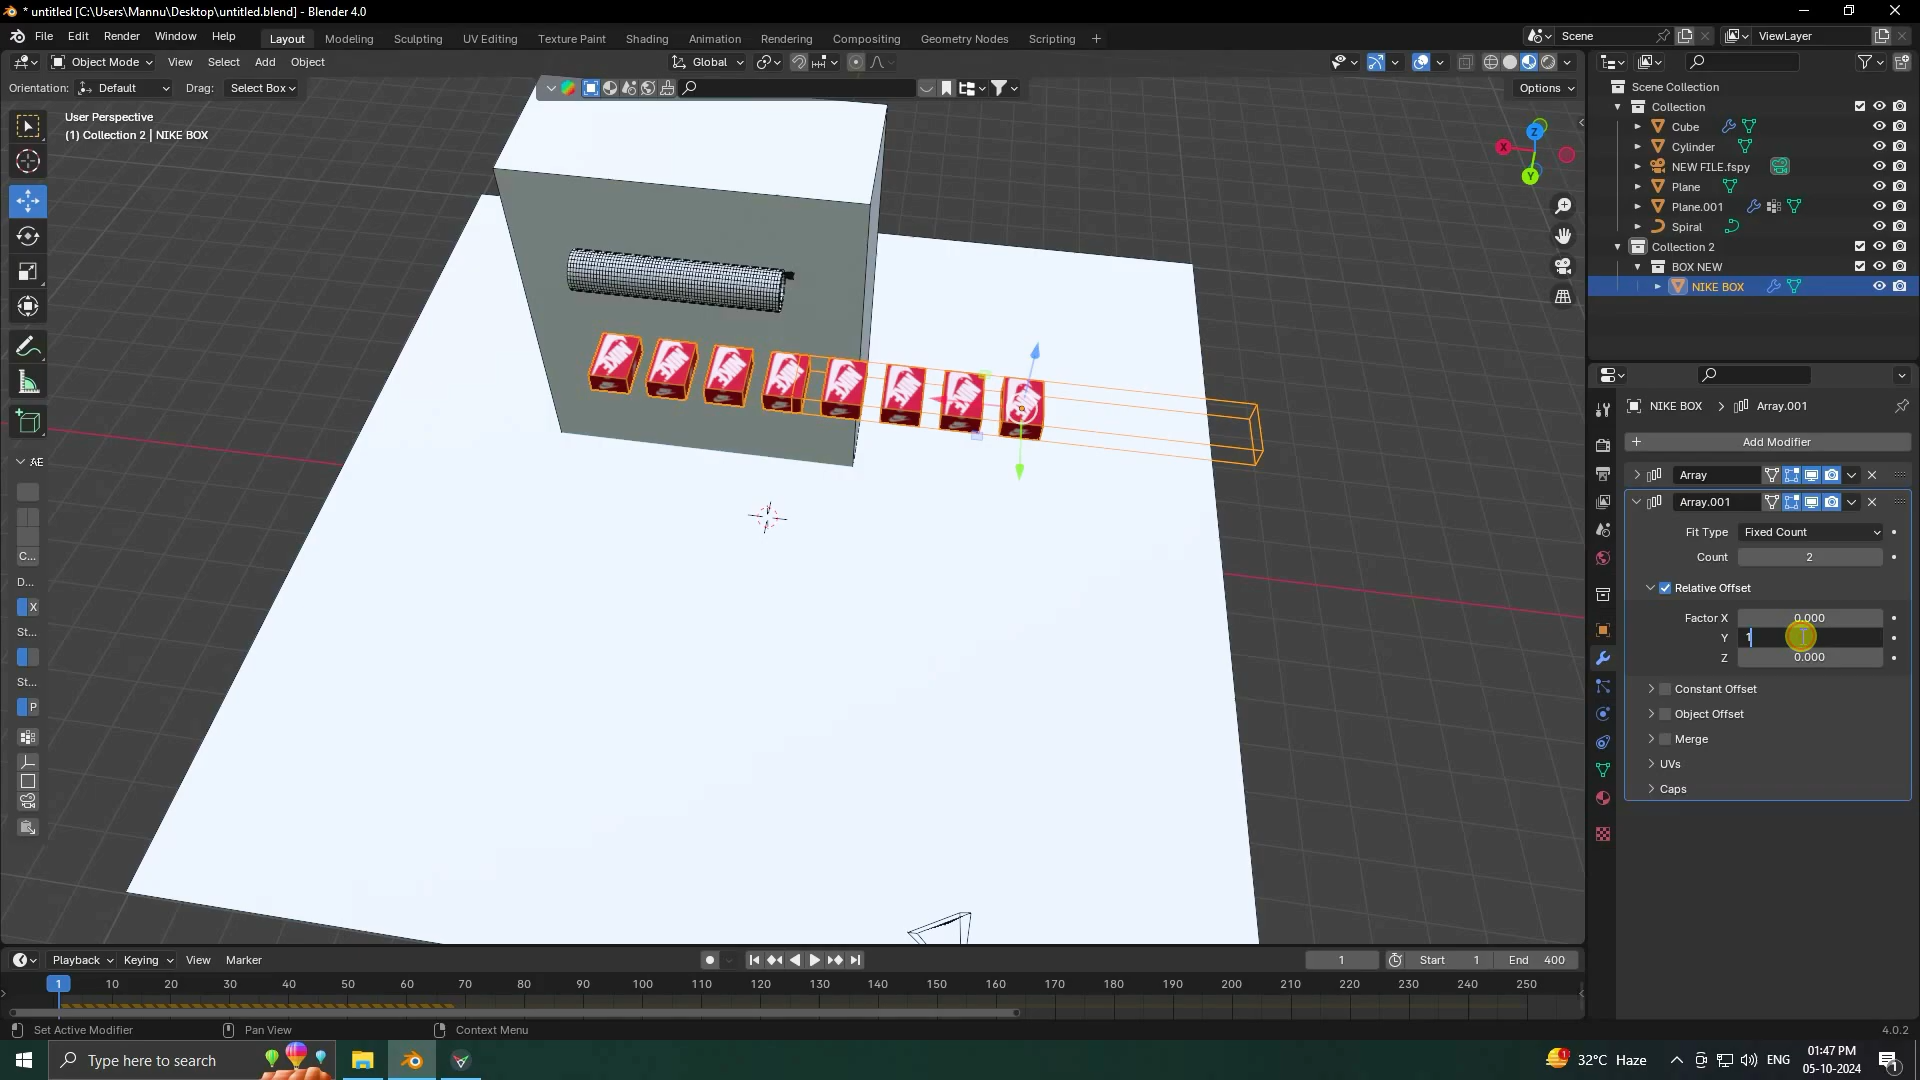 * untitled [C:\Users\Mannu\Desktop\untitled.blend] - Blender 4.0
File Edit Render Window Help
Layout Modeling Sculpting UV Editing Texture Paint Shading Animation Rendering Compositing Geometry Nodes Scripting +
Scene
ViewLayer
Object Mode View Select Add Object
Global
Orientation: Default Drag: Select Box
Options
User Perspective
(1) Collection 2 | NIKE BOX
Z
X
Y
AE
C...
D...
X
St...
St...
P
Scene Collection
Collection
Cube
Cylinder
NEW FILE.fspy
Plane
Plane.001
Spiral
Collection 2
BOX NEW
NIKE BOX
NIKE BOX > Array.001
+ Add Modifier
Array
Array.001
Fit Type Fixed Count
Count 2
Relative Offset
Factor X 0.000
Y 1
Z 0.000
Constant Offset
Object Offset
Merge
UVs
Caps
Playback Keying View Marker
1
Start 1
End 400
1 10 20 30 40 50 60 70 80 90 100 110 120 130 140 150 160 170 180 190 200 210 220 230 240 250
Set Active Modifier Pan View Context Menu
4.0.2
Type here to search
32°C Haze
ENG
01:47 PM
05-10-2024
1